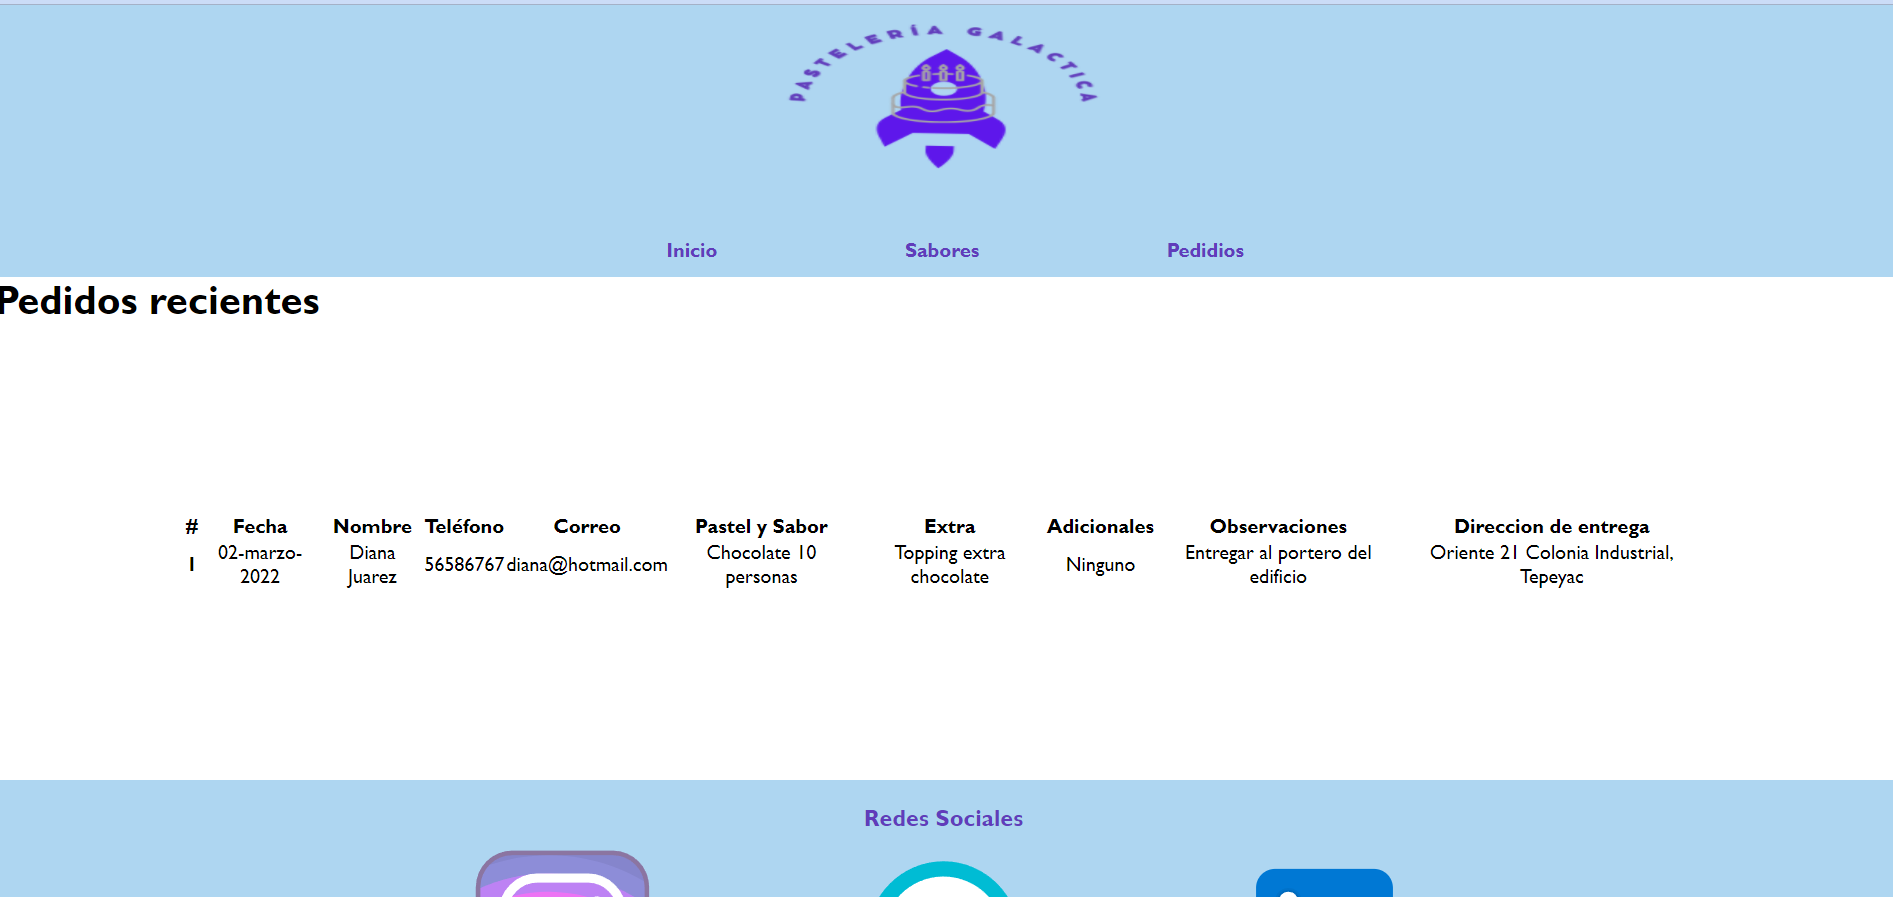 PASTELERÍA GALACTICA
Inicio Sabores Pedidios
Pedidos recientes
# Fecha Nombre Teléfono Correo Pastel y Sabor Extra Adicionales Observaciones Direccion de entrega
1 02-marzo-2022 Diana Juarez 56586767 diana@hotmail.com Chocolate 10 personas Topping extra chocolate Ninguno Entregar al portero del edificio Oriente 21 Colonia Industrial, Tepeyac
Redes Sociales